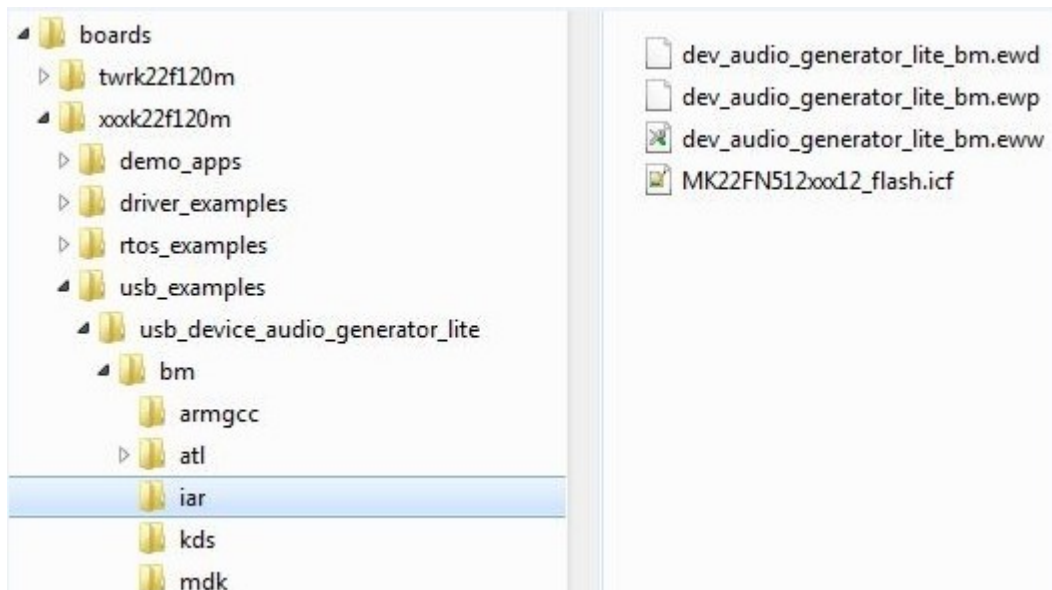 boards
twrk22f120m
xxxk22f120m
demo_apps
driver_examples
rtos_examples
usb_examples
usb_device_audio_generator_lite
bm
armgcc
atl
iar
kds
mdk
dev_audio_generator_lite_bm.ewd
dev_audio_generator_lite_bm.ewp
dev_audio_generator_lite_bm.eww
MK22FN512xxx12_flash.icf